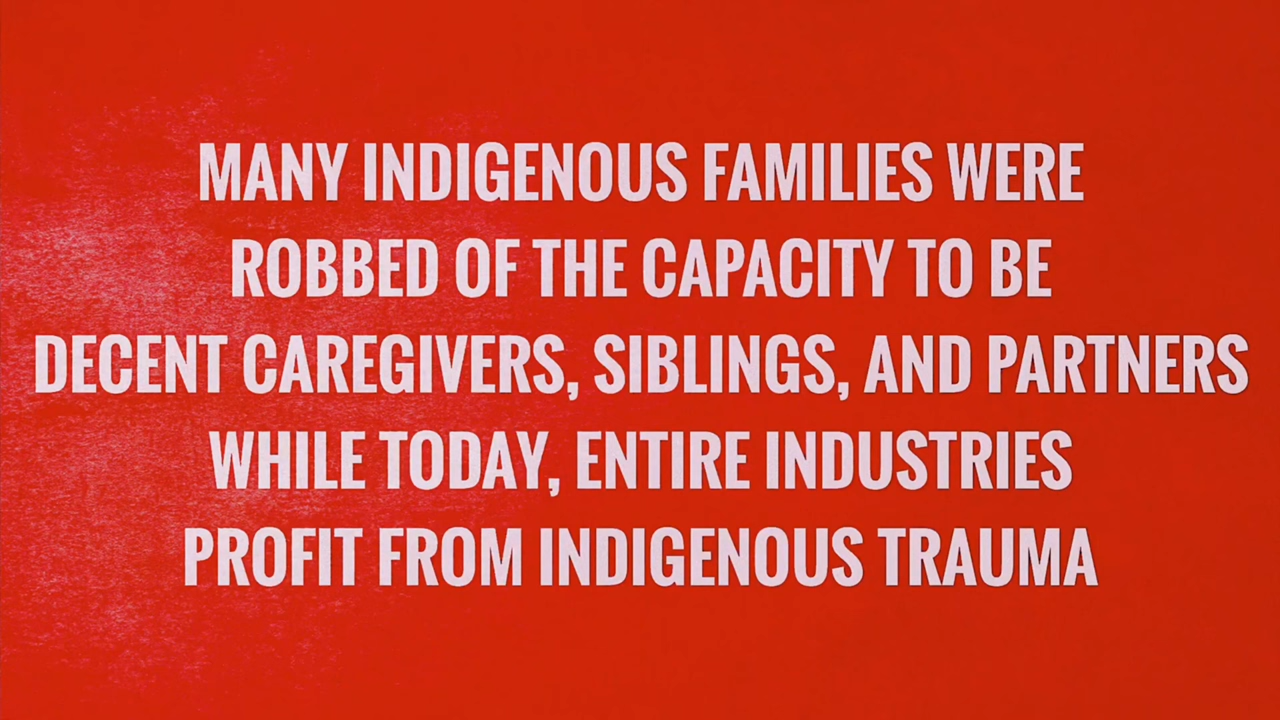 MANY INDIGENOUS FAMILIES WERE
ROBBED OF THE CAPACITY TO BE
DECENT CAREGIVERS, SIBLINGS, AND PARTNERS
WHILE TODAY, ENTIRE INDUSTRIES
PROFIT FROM INDIGENOUS TRAUMA